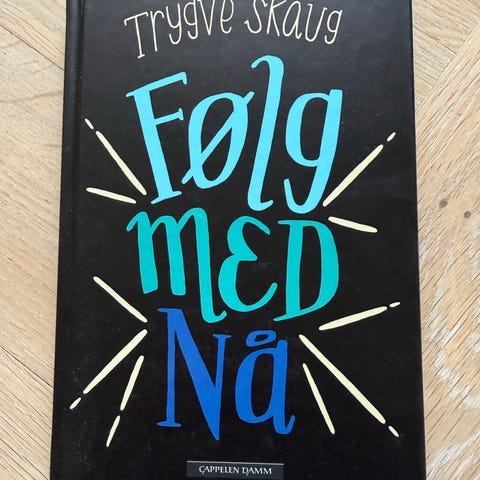 Trygve Skaug
Følg
MED
Nå
CAPPELEN DAMM